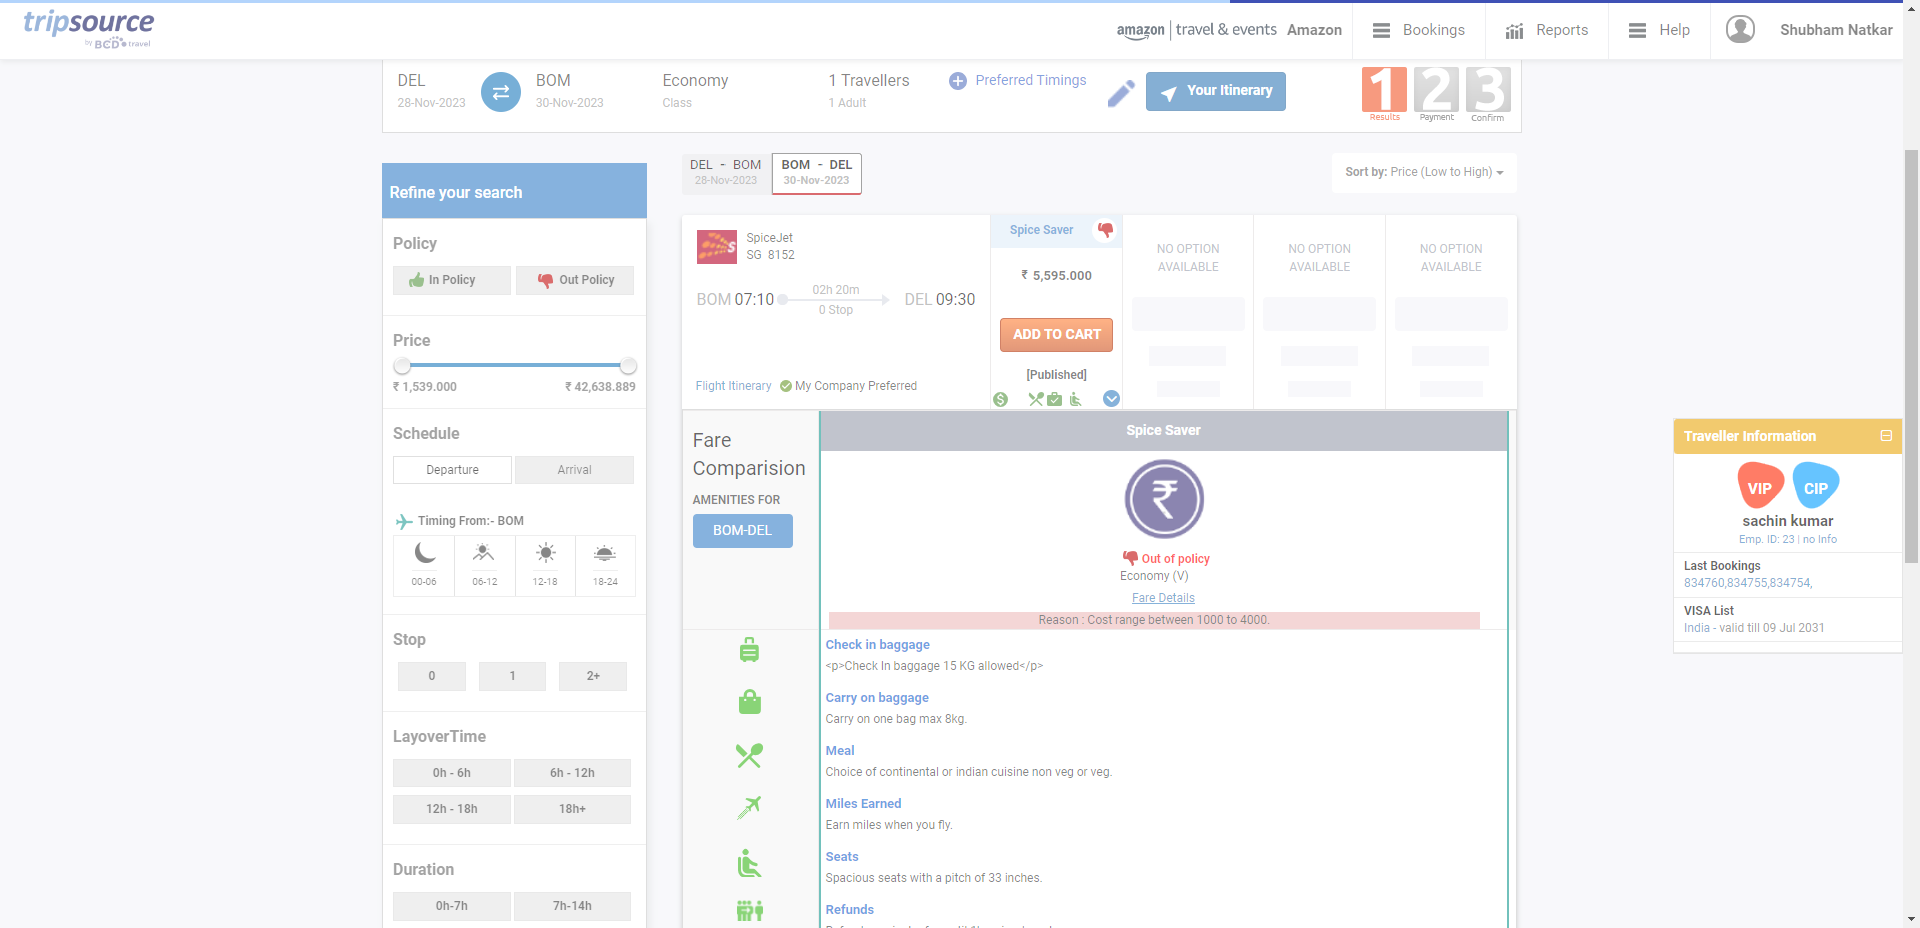 tripsource
by BCD travel
amazon | travel & events Amazon
Bookings
Reports
Help
Shubham Natkar
DEL
28-Nov-2023
BOM
30-Nov-2023
Economy
Class
1 Travellers
1 Adult
Preferred Timings
Your Itinerary
1 Results
2 Payment
3 Confirm
DEL - BOM
28-Nov-2023
BOM - DEL
30-Nov-2023
Sort by: Price (Low to High)
Refine your search
Policy
In Policy
Out Policy
Price
₹ 1,539.000
₹ 42,638.889
Schedule
Departure
Arrival
Timing From:- BOM
00-06
06-12
12-18
18-24
Stop
0
1
2+
LayoverTime
0h - 6h
6h - 12h
12h - 18h
18h+
Duration
0h-7h
7h-14h
SpiceJet
SG 8152
BOM 07:10
02h 20m
0 Stop
DEL 09:30
Flight Itinerary
My Company Preferred
Spice Saver
₹ 5,595.000
ADD TO CART
[Published]
NO OPTION
AVAILABLE
NO OPTION
AVAILABLE
NO OPTION
AVAILABLE
Fare
Comparision
AMENITIES FOR
BOM-DEL
Spice Saver
Out of policy
Economy (V)
Fare Details
Reason : Cost range between 1000 to 4000.
Check in baggage
<p>Check In baggage 15 KG allowed</p>
Carry on baggage
Carry on one bag max 8kg.
Meal
Choice of continental or indian cuisine non veg or veg.
Miles Earned
Earn miles when you fly.
Seats
Spacious seats with a pitch of 33 inches.
Refunds
Traveller Information
VIP
CIP
sachin kumar
Emp. ID: 23 | no Info
Last Bookings
834760,834755,834754,
VISA List
India - valid till 09 Jul 2031